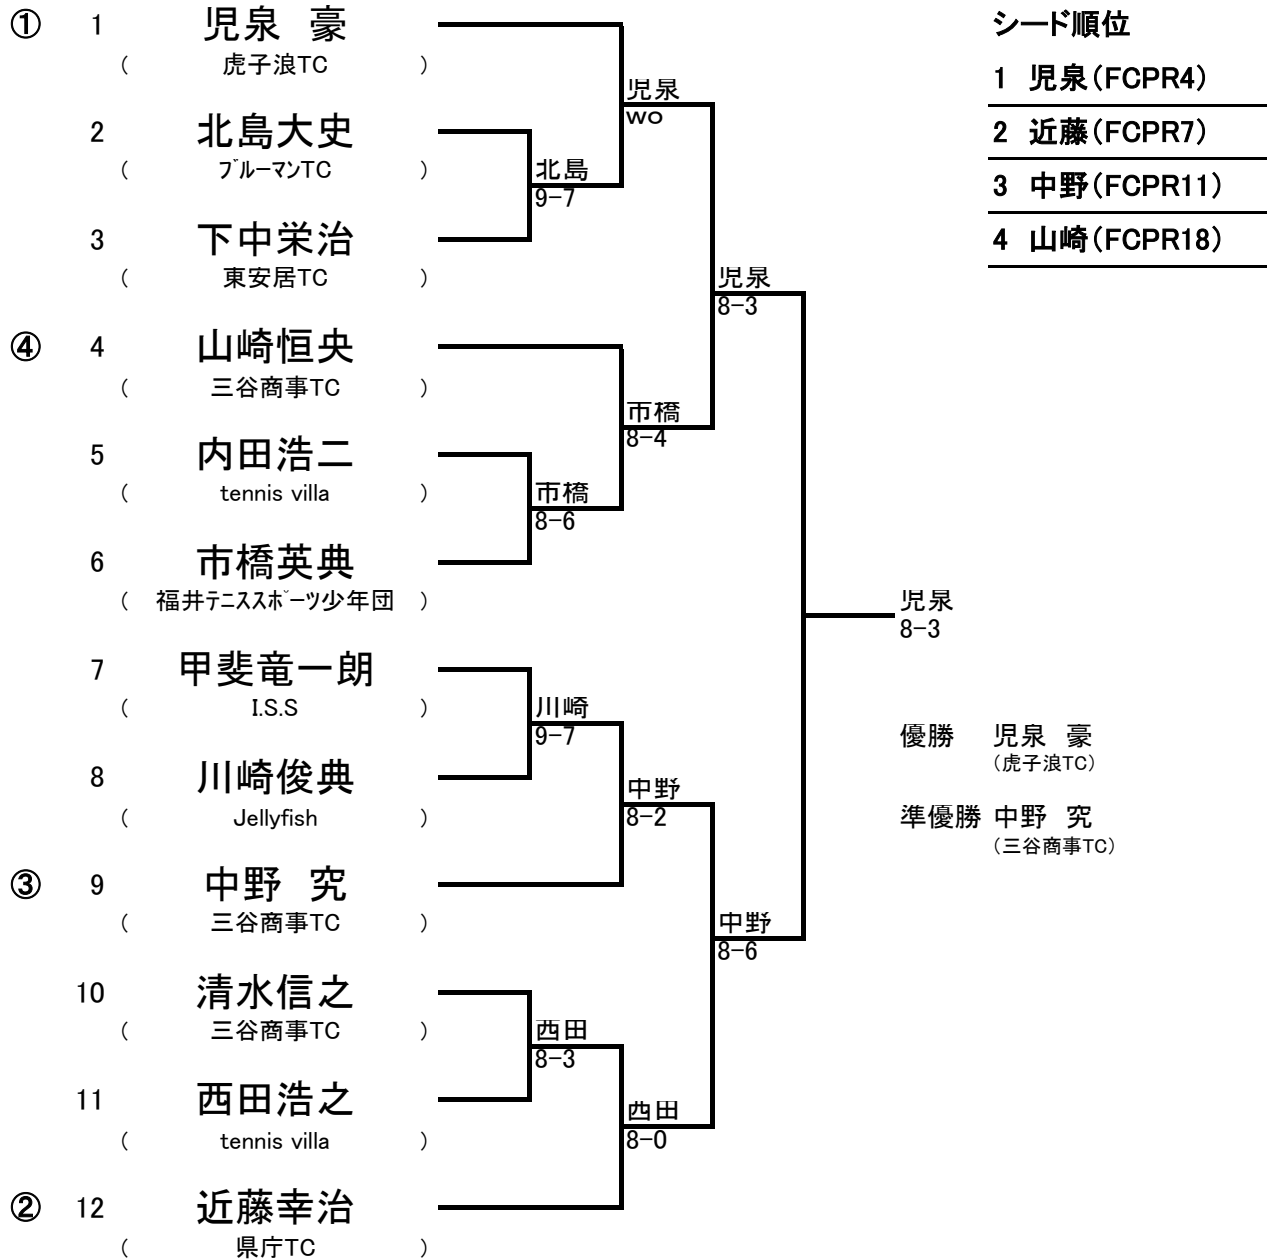 ① 1 児泉 豪
( 虎子浪TC )
2 北島大史
( ブルーマンTC )
3 下中栄治
( 東安居TC )
④ 4 山崎恒央
( 三谷商事TC )
5 内田浩二
( tennis villa )
6 市橋英典
( 福井テニススポーツ少年団 )
7 甲斐竜一朗
( I.S.S )
8 川崎俊典
( Jellyfish )
③ 9 中野 究
( 三谷商事TC )
10 清水信之
( 三谷商事TC )
11 西田浩之
( tennis villa )
② 12 近藤幸治
( 県庁TC )
北島
9-7
市橋
8-6
川崎
9-7
西田
8-3
児泉
wo
市橋
8-4
中野
8-2
西田
8-0
児泉
8-3
中野
8-6
児泉
8-3
シード順位
1 児泉(FCPR4)
2 近藤(FCPR7)
3 中野(FCPR11)
4 山崎(FCPR18)
優勝 児泉 豪
(虎子浪TC)
準優勝 中野 究
(三谷商事TC)